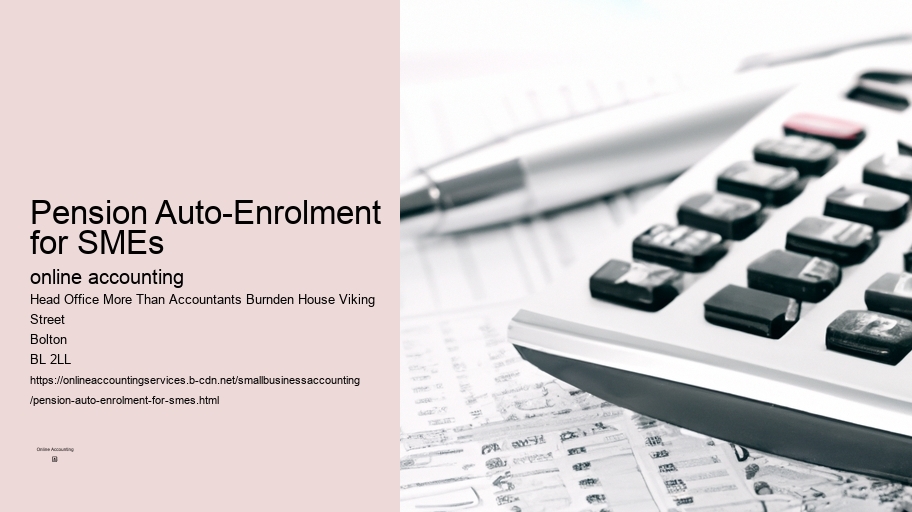 Pension Auto-Enrolment
for SMEs
online accounting
Head Office More Than Accountants Burnden House Viking
Street
Bolton
BL 2LL
https://onlineaccountingservices.b-cdn.net/smallbusinessaccounting
/pension-auto-enrolment-for-smes.html
Online Accounting